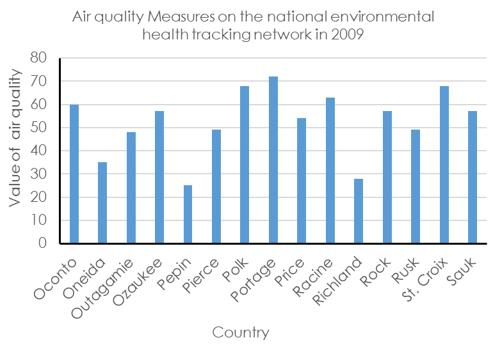 Air quality Measures on the national environmental
health tracking network in 2009
Value of air quality
80
70
60
50
40
30
20
10
0
Oconto
Oneida
Outagamie
Ozaukee
Pepin
Pierce
Polk
Portage
Price
Racine
Richland
Rock
Rusk
St. Croix
Sauk
Country